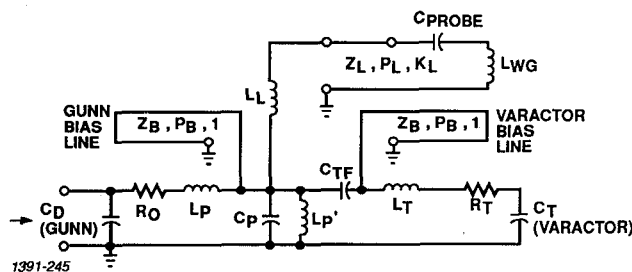 CPROBE
ZL, PL, KL
LWG
LL
GUNN
BIAS
LINE
ZB, PB, 1
ZB, PB, 1
VARACTOR
BIAS
LINE
CTF
CD
(GUNN)
RO
LP
CP
LP'
LT
RT
CT
(VARACTOR)
1391-245